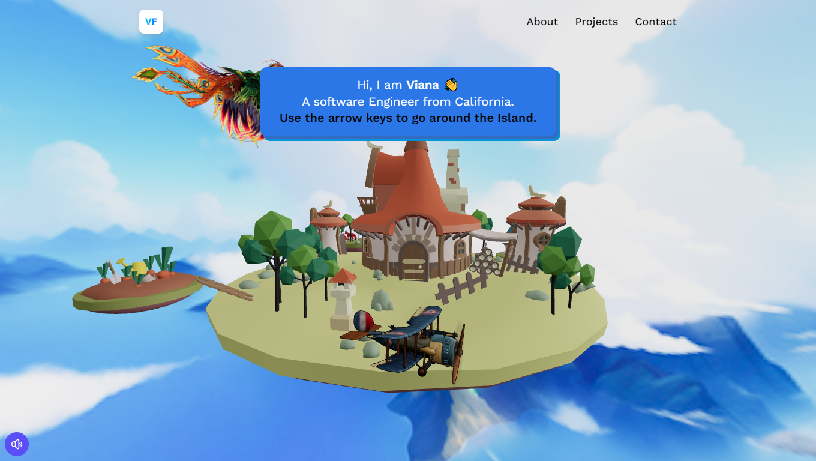 VF
About Projects Contact
Hi, I am Viana 👋
A software Engineer from California.
Use the arrow keys to go around the Island.